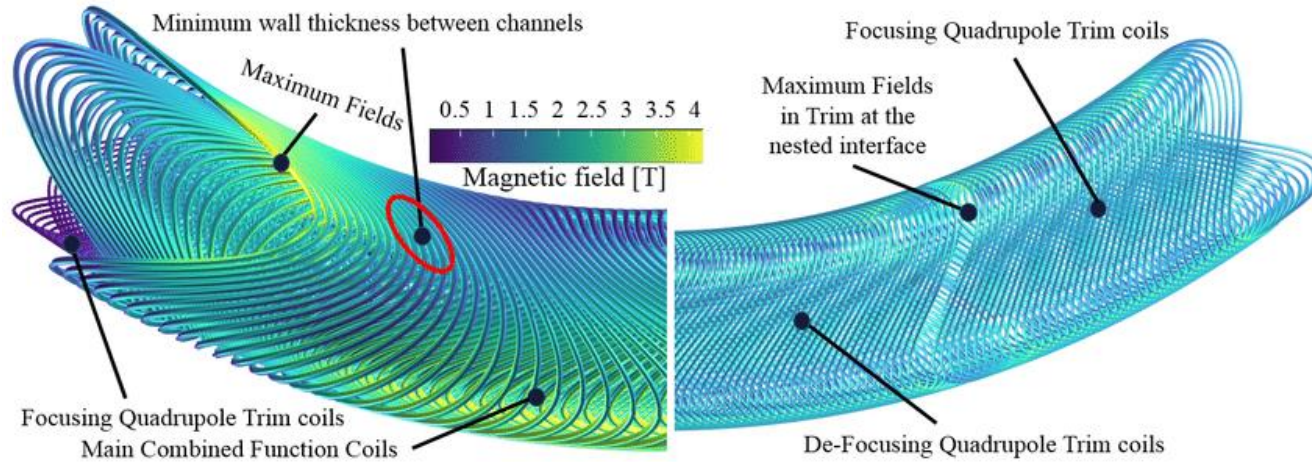 Minimum wall thickness between channels
Maximum Fields
0.5 1 1.5 2 2.5 3 3.5 4
Magnetic field [T]
Focusing Quadrupole Trim coils
Main Combined Function Coils
Focusing Quadrupole Trim coils
Maximum Fields
in Trim at the
nested interface
De-Focusing Quadrupole Trim coils